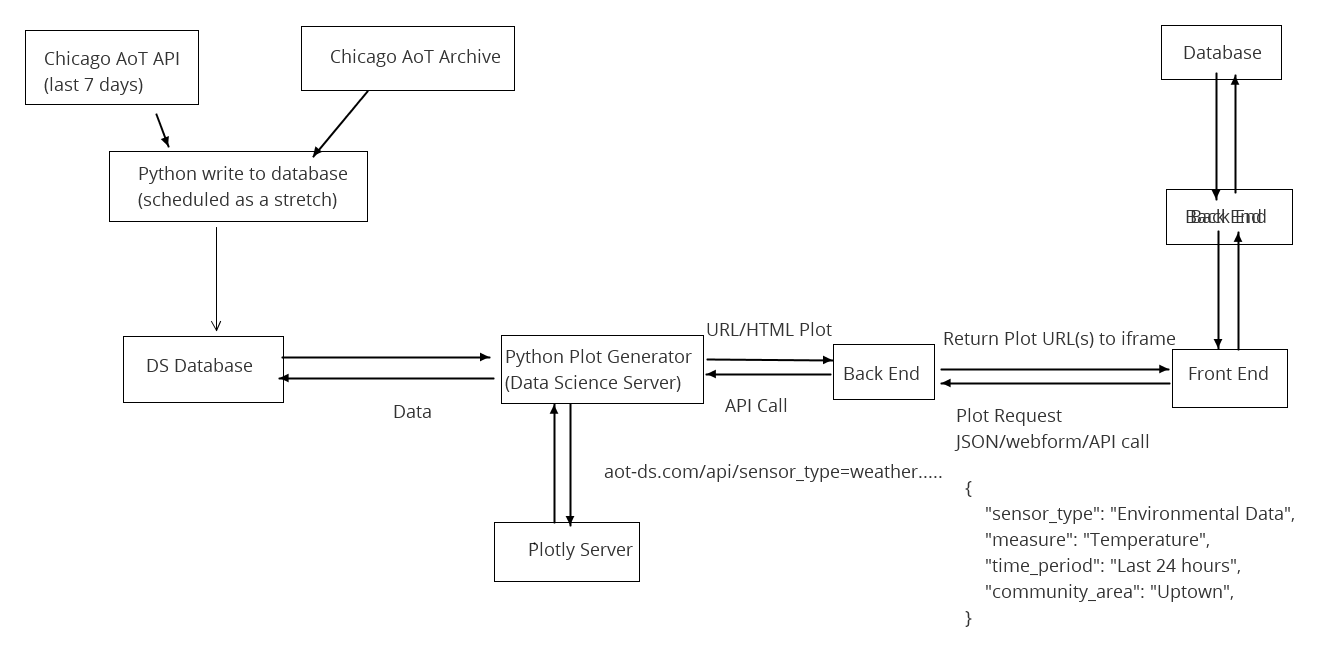 Chicago AoT API
(last 7 days)
Chicago AoT Archive
Database
Python write to database
(scheduled as a stretch)
Back End
DS Database
Python Plot Generator
(Data Science Server)
URL/HTML Plot
Back End
Return Plot URL(s) to iframe
Front End
Data
API Call
Plot Request
JSON/webform/API call
aot-ds.com/api/sensor_type=weather.....
{
"sensor_type": "Environmental Data",
"measure": "Temperature",
"time_period": "Last 24 hours",
"community_area": "Uptown",
}
Plotly Server